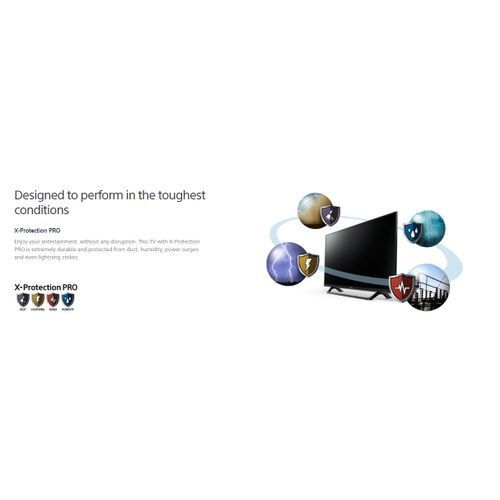 Designed to perform in the toughest
conditions
X-Protection PRO
Enjoy your entertainment, without any disruption. This TV with X-Protection
PRO is extremely durable and protected from dust, humidity, power surges
and even lightning strikes.
X-Protection PRO
DUST LIGHTNING SURGE HUMIDITY